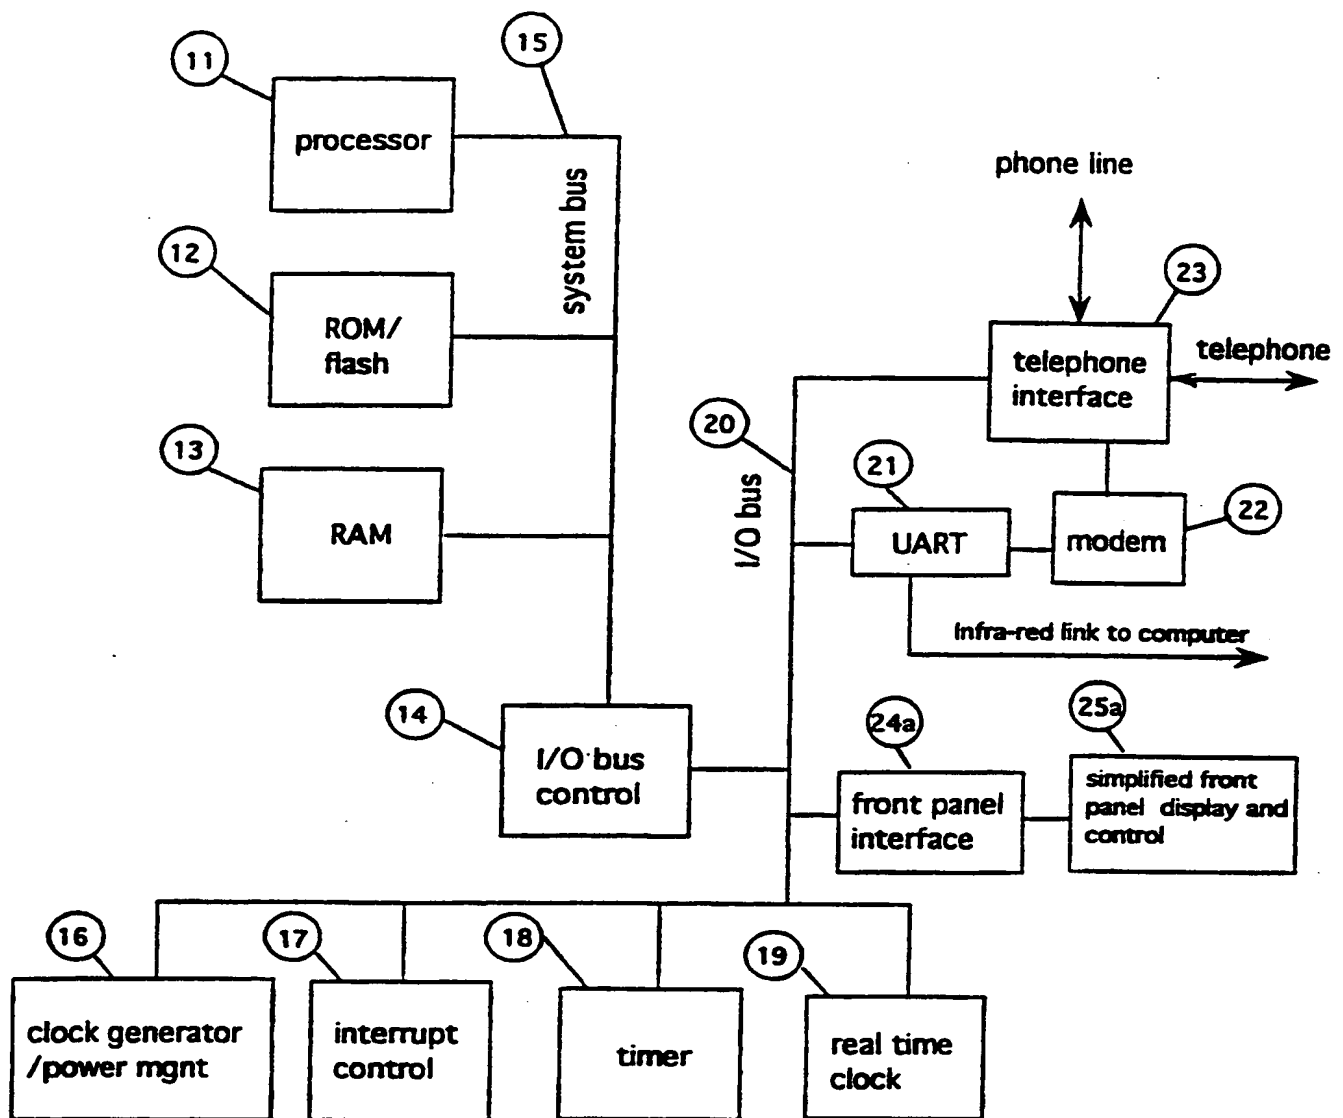 15
11
processor
system bus
phone line
12
23
ROM/
flash
telephone
interface
telephone
20
13
21
I/O bus
22
RAM
UART
modem
Infra-red link to computer
14
24a
25a
I/O bus
control
front panel
interface
simplified front
panel display and
control
16
17
18
19
clock generator
/power mgnt
interrupt
control
timer
real time
clock